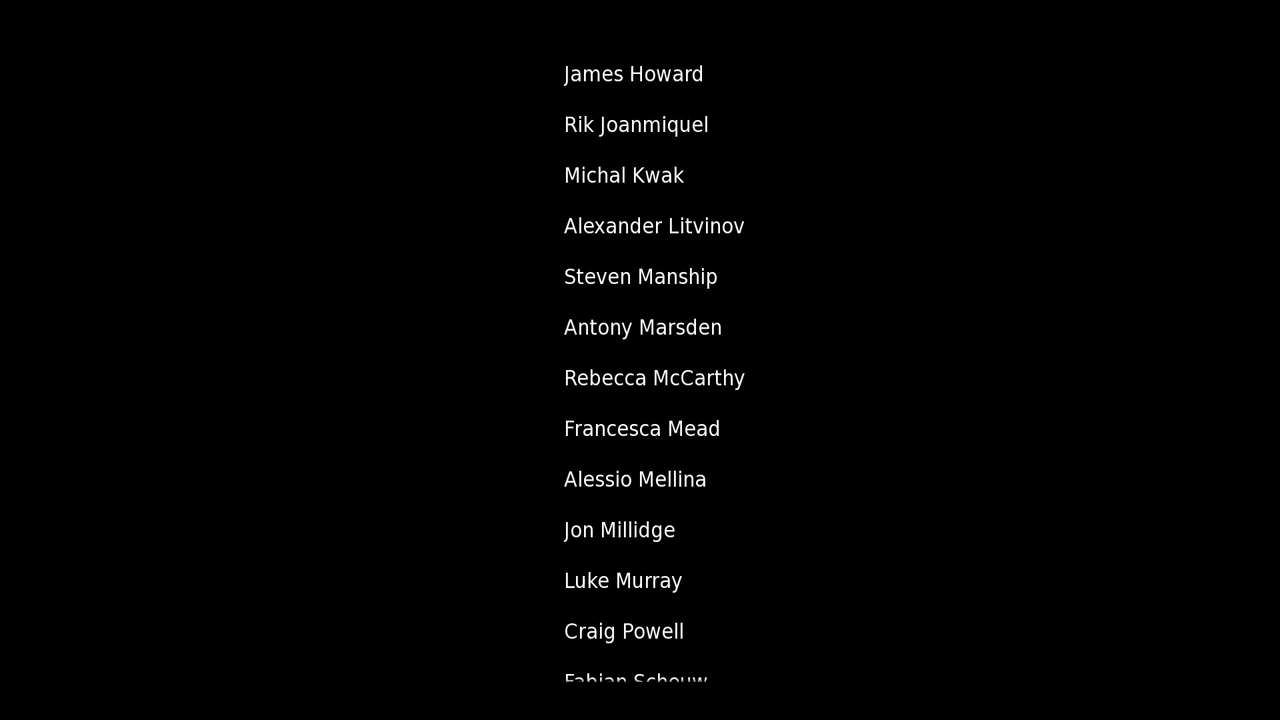 James Howard
Rik Joanmiquel
Michal Kwak
Alexander Litvinov
Steven Manship
Antony Marsden
Rebecca McCarthy
Francesca Mead
Alessio Mellina
Jon Millidge
Luke Murray
Craig Powell
Fabian